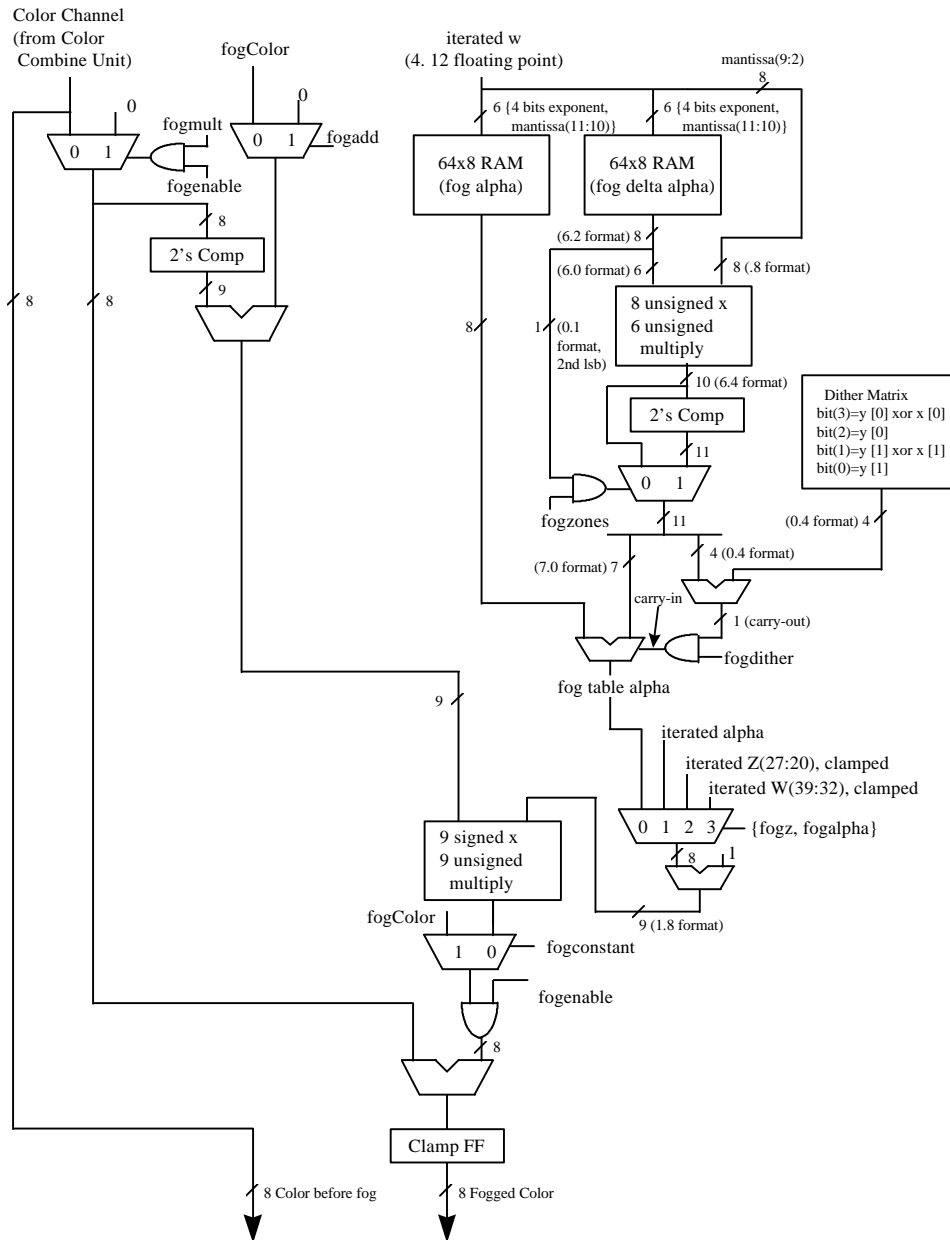 Color Channel
(from Color
Combine Unit)
fogColor
iterated w
(4. 12 floating point)
mantissa(9:2)
8
0
0
fogmult
0 1
0 1
fogadd
fogenable
6 {4 bits exponent,
mantissa(11:10)}
6 {4 bits exponent,
mantissa(11:10)}
64x8 RAM
(fog alpha)
64x8 RAM
(fog delta alpha)
8
2's Comp
9
(6.2 format) 8
(6.0 format) 6
8 (.8 format)
8
8
8
1
(0.1
format,
2nd lsb)
8 unsigned x
6 unsigned
multiply
10 (6.4 format)
2's Comp
11
0 1
fogzones
11
Dither Matrix
bit(3)=y [0] xor x [0]
bit(2)=y [0]
bit(1)=y [1] xor x [1]
bit(0)=y [1]
(0.4 format) 4
(7.0 format) 7
4 (0.4 format)
carry-in
1 (carry-out)
fogdither
fog table alpha
9
iterated alpha
iterated Z(27:20), clamped
iterated W(39:32), clamped
0 1 2 3
{fogz, fogalpha}
8
1
9 signed x
9 unsigned
multiply
9 (1.8 format)
fogColor
1 0
fogconstant
fogenable
8
Clamp FF
8 Color before fog
8 Fogged Color